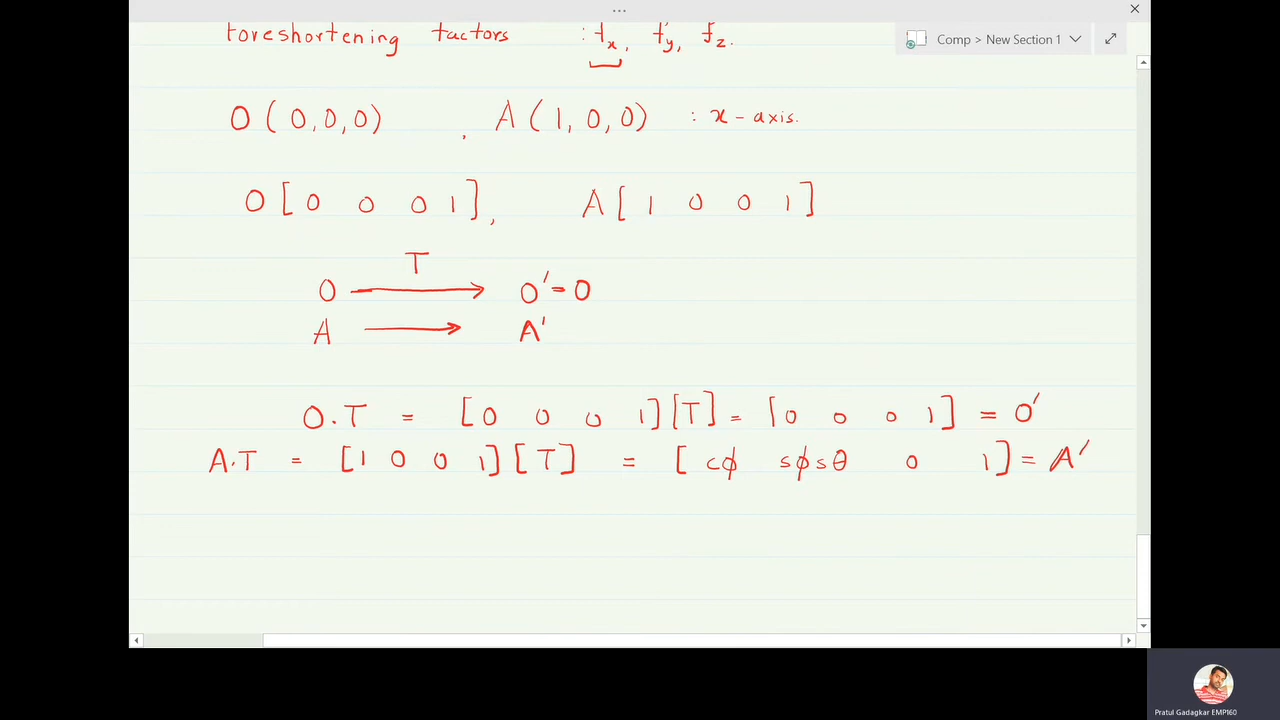 Comp > New Section 1
foreshortening factors : fx, fy, fz.
O ( 0, 0, 0 ) , A ( 1, 0, 0 ) : x - axis.
O [ 0 0 0 1 ] , A [ 1 0 0 1 ]
T
O ⟶ O′ = O
A ⟶ A′
O.T = [ 0 0 0 1 ] [ T ] = [ 0 0 0 1 ] = O′
A.T = [ 1 0 0 1 ] [ T ] = [ cϕ sϕsθ 0 1 ] = A′
Pratul Gadagkar EMP160